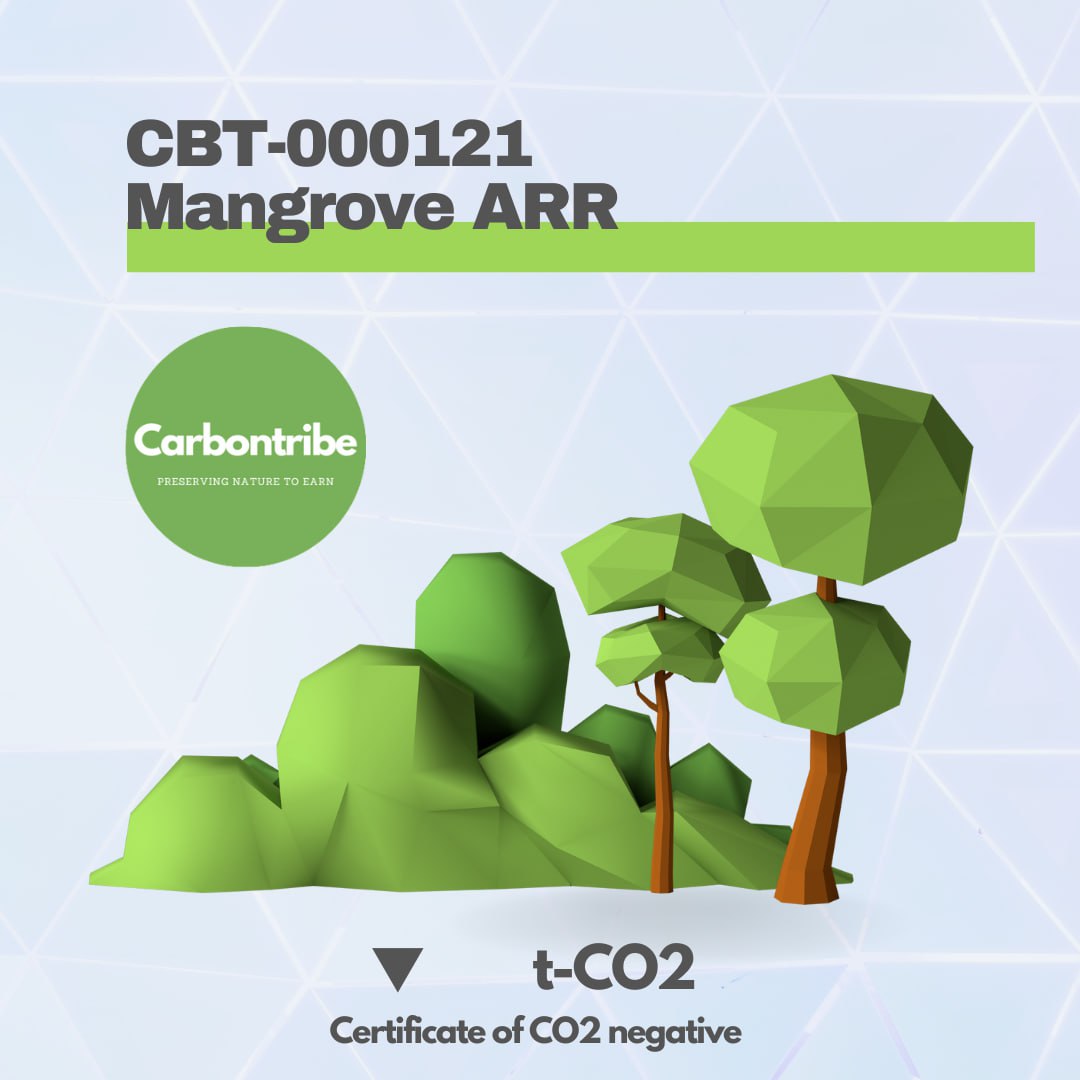 CBT-000121
Mangrove ARR
Carbontribe
PRESERVING NATURE TO EARN
t-CO2
Certificate of CO2 negative